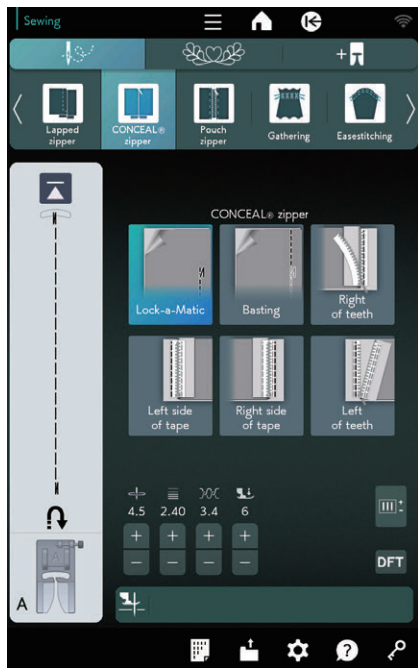 Sewing
Lapped
zipper
CONCEAL®
zipper
Pouch
zipper
Gathering
Easestitching
CONCEAL® zipper
Lock-a-Matic
Basting
Right
of teeth
Left side
of tape
Right side
of tape
Left
of teeth
4.5 2.40 3.4 6
+ + + +
− − − −
DFT
A